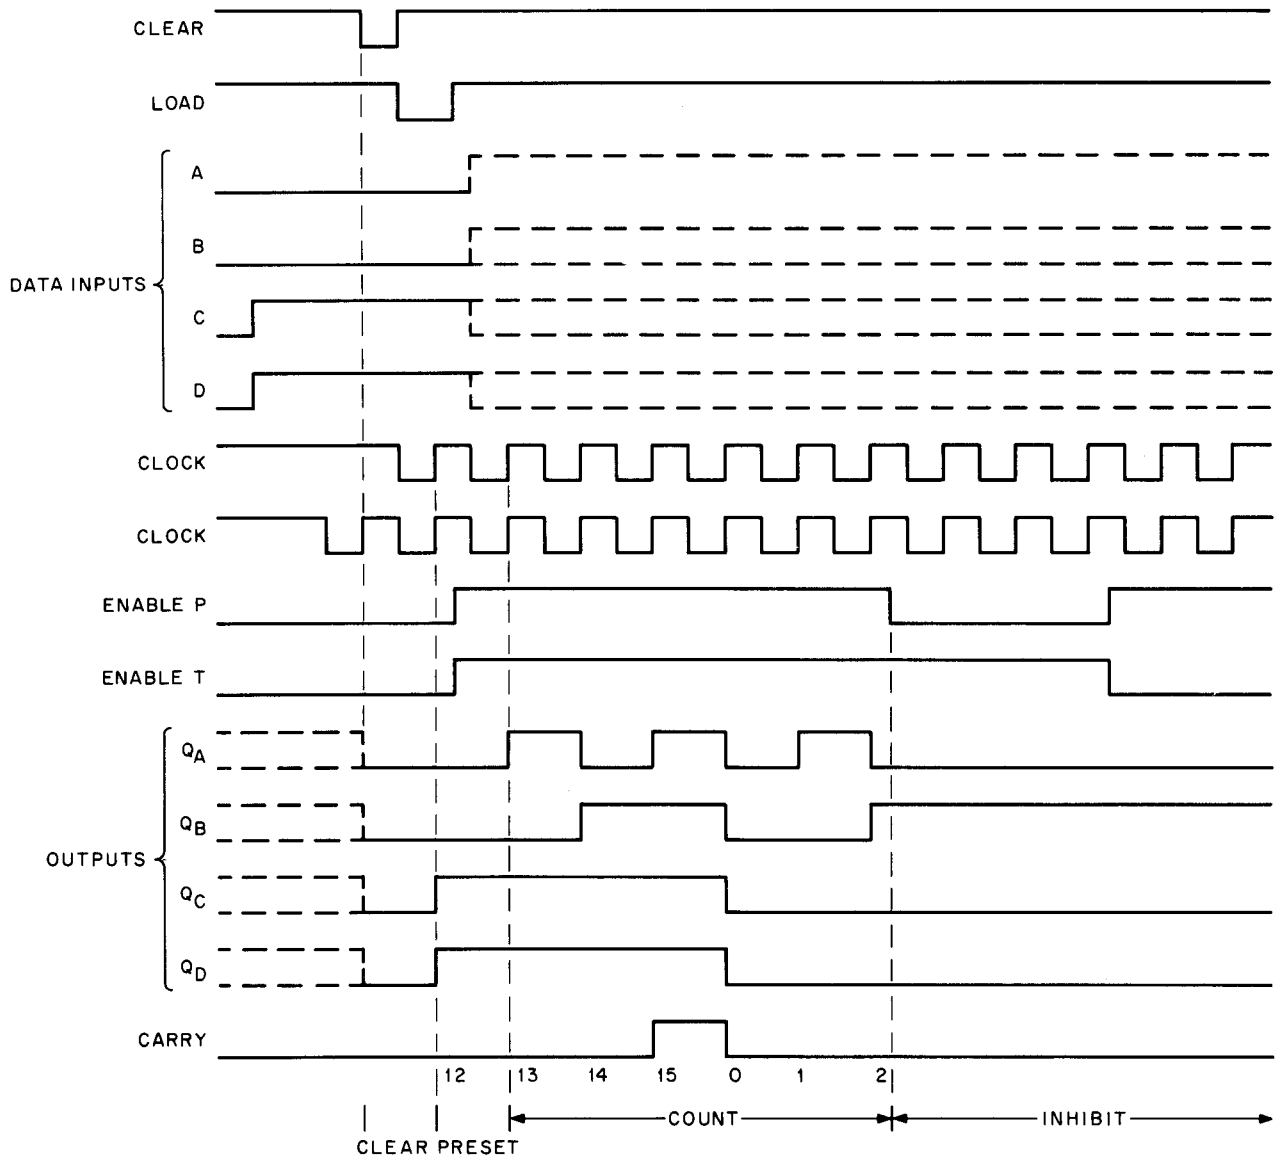 CLEAR
LOAD
DATA INPUTS
A
B
C
D
CLOCK
CLOCK
ENABLE P
ENABLE T
OUTPUTS
QA
QB
QC
QD
CARRY
12 13 14 15 0 1 2
COUNT INHIBIT
CLEAR PRESET